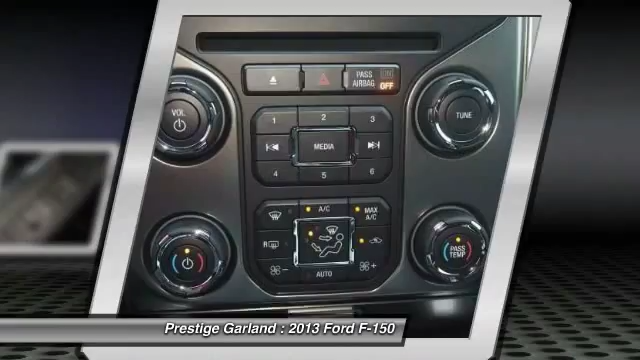 PASS AIRBAG ON
OFF
VOL
TUNE
1 2 3
MEDIA
4 5 6
A/C
MAX A/C
R
PASS TEMP
AUTO
- +
Prestige Garland : 2013 Ford F-150